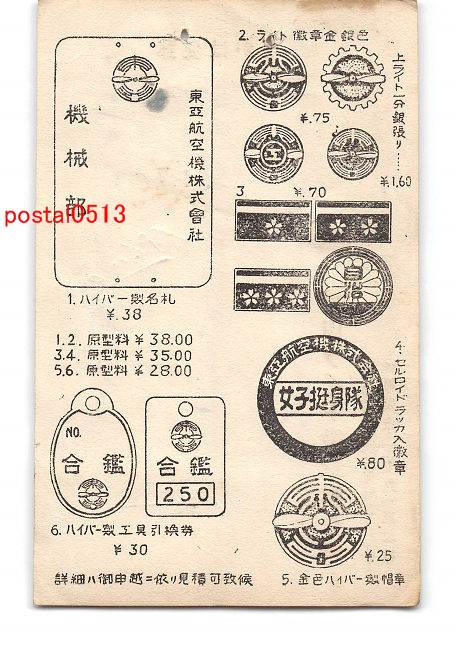 東亞航空機株式會社
機械部
1. ハイバー製名札
¥.38
2. ライト徽章金銀色
¥.75
上ライト一分銀張り……
¥1,60
3
¥.70
1.2. 原型料 ¥ 38.00
3.4. 原型料 ¥ 35.00
5.6. 原型料 ¥ 28.00
自治
東亞航空機株式會社
女子挺身隊
4. セルロイドラッカ入徽章
¥80
NO.
合鑑
合鑑
250
6. ハイバー製工具引換券
¥30
¥.25
5. 金色ハイバー製帽章
詳細ハ御申越ニ依リ見積可致候
postal0513